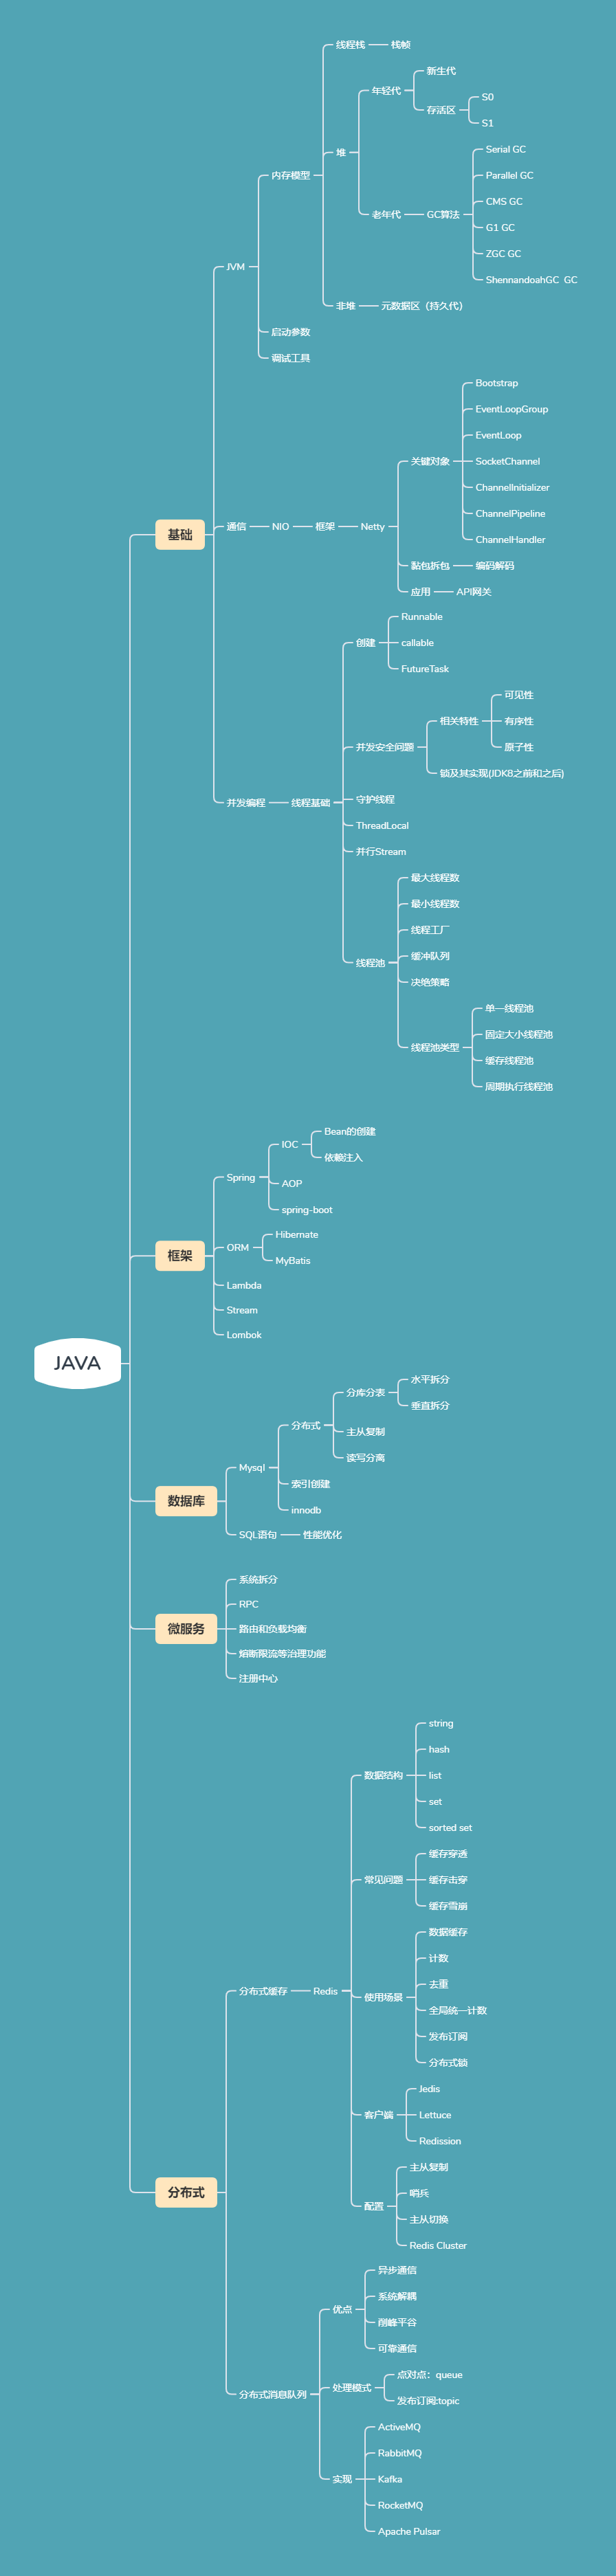 JAVA
基础
JVM
内存模型
线程栈
栈帧
堆
年轻代
新生代
存活区
S0
S1
老年代
GC算法
Serial GC
Parallel GC
CMS GC
G1 GC
ZGC GC
ShennandoahGC GC
非堆
元数据区（持久代）
启动参数
调试工具
通信
NIO
框架
Netty
关键对象
Bootstrap
EventLoopGroup
EventLoop
SocketChannel
ChannelInitializer
ChannelPipeline
ChannelHandler
黏包拆包
编码解码
应用
API网关
并发编程
线程基础
创建
Runnable
callable
FutureTask
并发安全问题
相关特性
可见性
有序性
原子性
锁及其实现(JDK8之前和之后)
守护线程
ThreadLocal
并行Stream
线程池
最大线程数
最小线程数
线程工厂
缓冲队列
决绝策略
线程池类型
单一线程池
固定大小线程池
缓存线程池
周期执行线程池
框架
Spring
IOC
Bean的创建
依赖注入
AOP
spring-boot
ORM
Hibernate
MyBatis
Lambda
Stream
Lombok
数据库
Mysql
分布式
分库分表
水平拆分
垂直拆分
主从复制
读写分离
索引创建
innodb
SQL语句
性能优化
微服务
系统拆分
RPC
路由和负载均衡
熔断限流等治理功能
注册中心
分布式
分布式缓存
Redis
数据结构
string
hash
list
set
sorted set
常见问题
缓存穿透
缓存击穿
缓存雪崩
使用场景
数据缓存
计数
去重
全局统一计数
发布订阅
分布式锁
客户端
Jedis
Lettuce
Redission
配置
主从复制
哨兵
主从切换
Redis Cluster
分布式消息队列
优点
异步通信
系统解耦
削峰平谷
可靠通信
处理模式
点对点：queue
发布订阅:topic
实现
ActiveMQ
RabbitMQ
Kafka
RocketMQ
Apache Pulsar